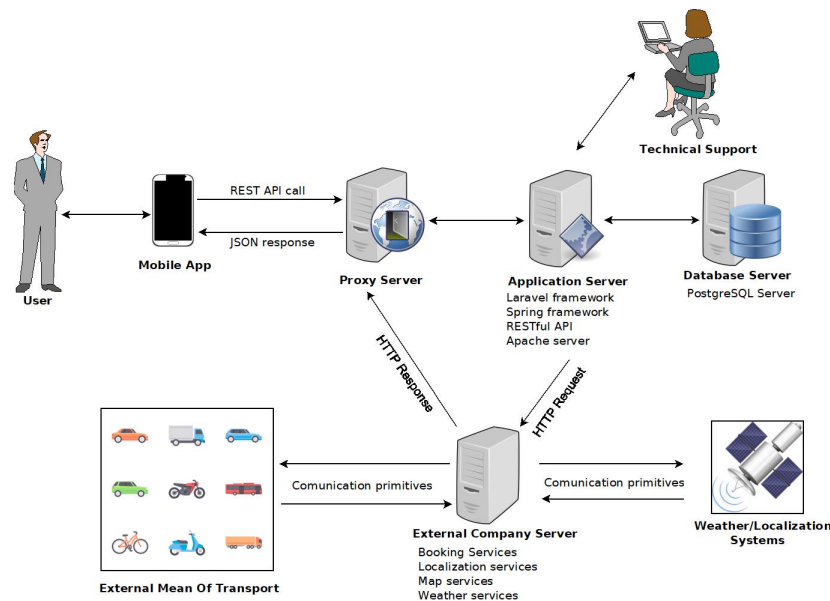 Technical Support
REST API call
JSON response
User
Mobile App
Proxy Server
Application Server
Laravel framework
Spring framework
RESTful API
Apache server
Database Server
PostgreSQL Server
HTTP Response
HTTP Request
Comunication primitives
Comunication primitives
External Mean Of Transport
External Company Server
Booking Services
Localization services
Map services
Weather services
Weather/Localization
Systems